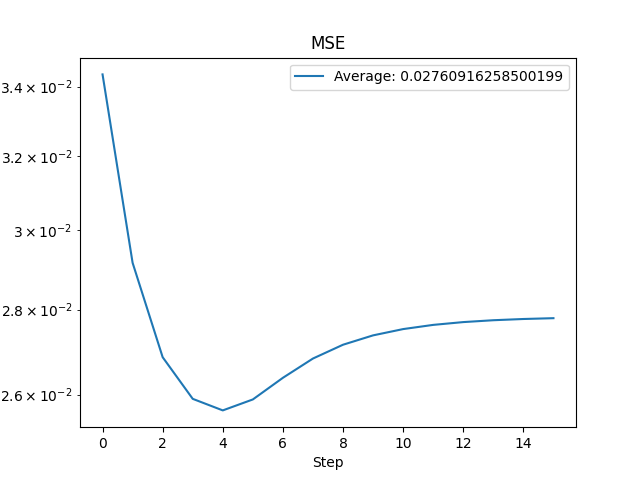 MSE
Average: 0.02760916258500199
3.4 × 10⁻²
3.2 × 10⁻²
3 × 10⁻²
2.8 × 10⁻²
2.6 × 10⁻²
0 2 4 6 8 10 12 14
Step